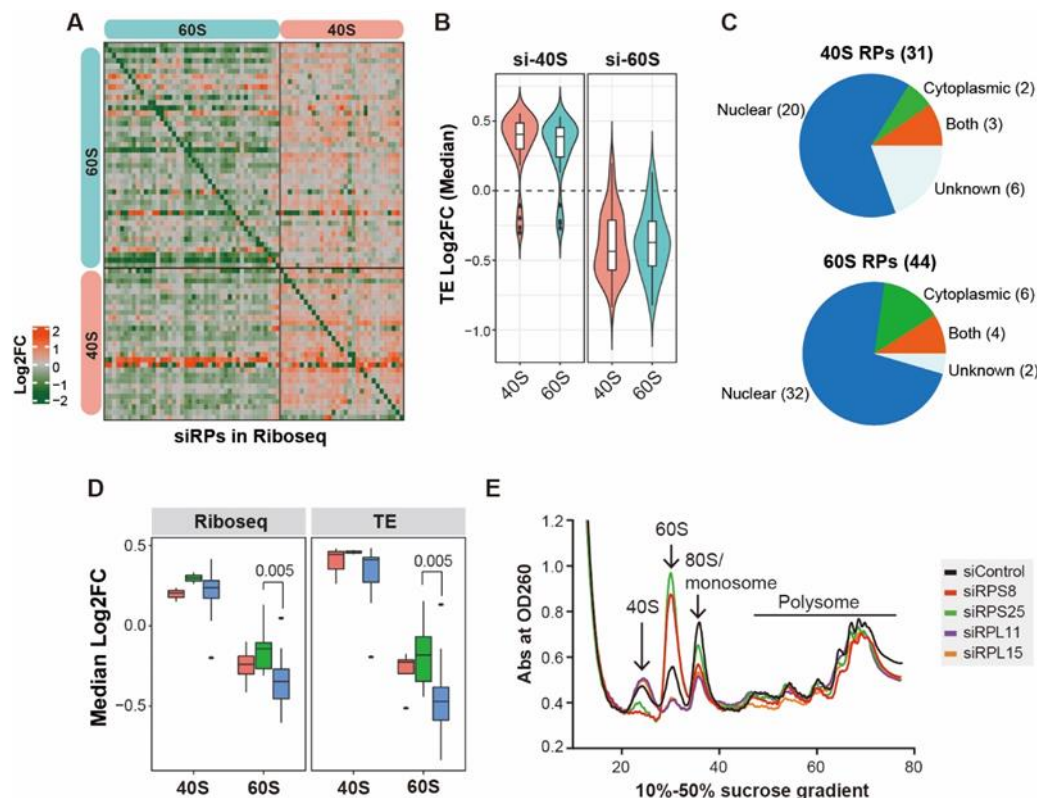 A
60S
40S
60S
40S
Log2FC
2
1
0
−1
−2
siRPs in Riboseq
B
si-40S
si-60S
TE Log2FC (Median)
0.5
0.0
−0.5
−1.0
40S
60S
40S
60S
C
40S RPs (31)
Nuclear (20)
Cytoplasmic (2)
Both (3)
Unknown (6)
60S RPs (44)
Cytoplasmic (6)
Both (4)
Unknown (2)
Nuclear (32)
D
Riboseq
TE
Median Log2FC
0.5
0.0
−0.5
0.005
0.005
40S
60S
40S
60S
E
Abs at OD260
1.2
1.0
0.8
0.6
0.4
0.2
60S
80S/
monosome
40S
Polysome
20
40
60
80
10%-50% sucrose gradient
siControl
siRPS8
siRPS25
siRPL11
siRPL15